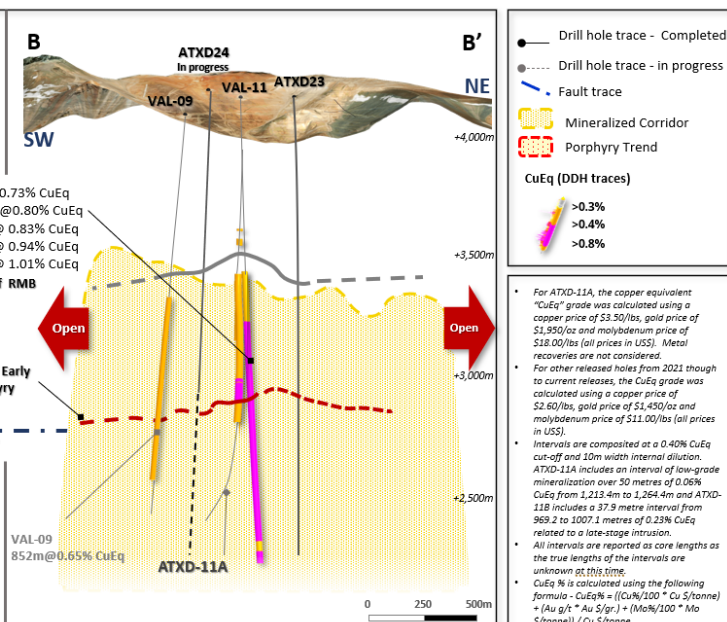 B
B'
ATXD24
In progress
VAL-11
ATXD23
VAL-09
NE
SW
+4,000m
0.73% CuEq
@0.80% CuEq
@ 0.83% CuEq
@ 0.94% CuEq
@ 1.01% CuEq
RMB
+3,500m
Open
Open
Early
+3,000m
+2,500m
VAL-09
852m@0.65% CuEq
ATXD-11A
0 250 500m
Drill hole trace - Completed
Drill hole trace - in progress
Fault trace
Mineralized Corridor
Porphyry Trend
CuEq (DDH traces)
>0.3%
>0.4%
>0.8%
• For ATXD-11A, the copper equivalent
"CuEq" grade was calculated using a
copper price of $3.50/lbs, gold price of
$1,950/oz and molybdenum price of
$18.00/lbs (all prices in US$). Metal
recoveries are not considered.
• For other released holes from 2021 though
to current releases, the CuEq grade was
calculated using a copper price of
$2.60/lbs, gold price of $1,450/oz and
molybdenum price of $11.00/lbs (all prices
in US$).
• Intervals are composited at a 0.40% CuEq
cut-off and 10m width internal dilution.
ATXD-11A includes an interval of low-grade
mineralization over 50 metres of 0.06%
CuEq from 1,213.4m to 1,264.4m and ATXD-
11B includes a 37.9 metre interval from
969.2 to 1007.1 metres of 0.23% CuEq
related to a late-stage intrusion.
• All intervals are reported as core lengths as
the true lengths of the intervals are
unknown at this time.
• CuEq % is calculated using the following
formula - CuEq% = ((Cu%/100 * Cu $/tonne)
+ (Au g/t * Au $/gr.) + (Mo%/100 * Mo
$/tonne)) / Cu $/tonne